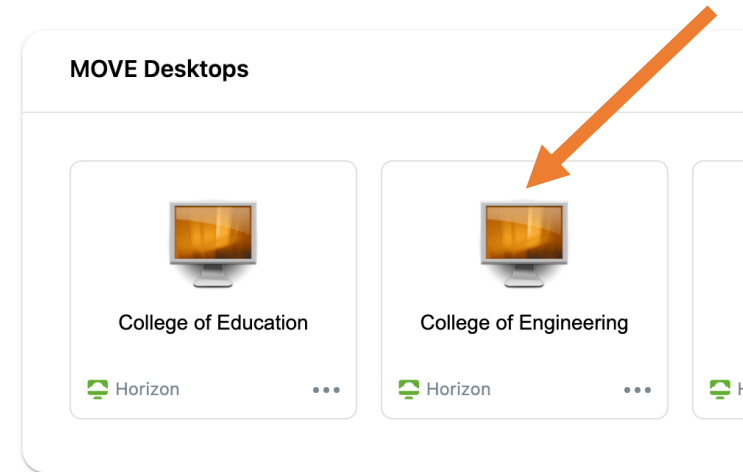 MOVE Desktops
College of Education
College of Engineering
Horizon
Horizon